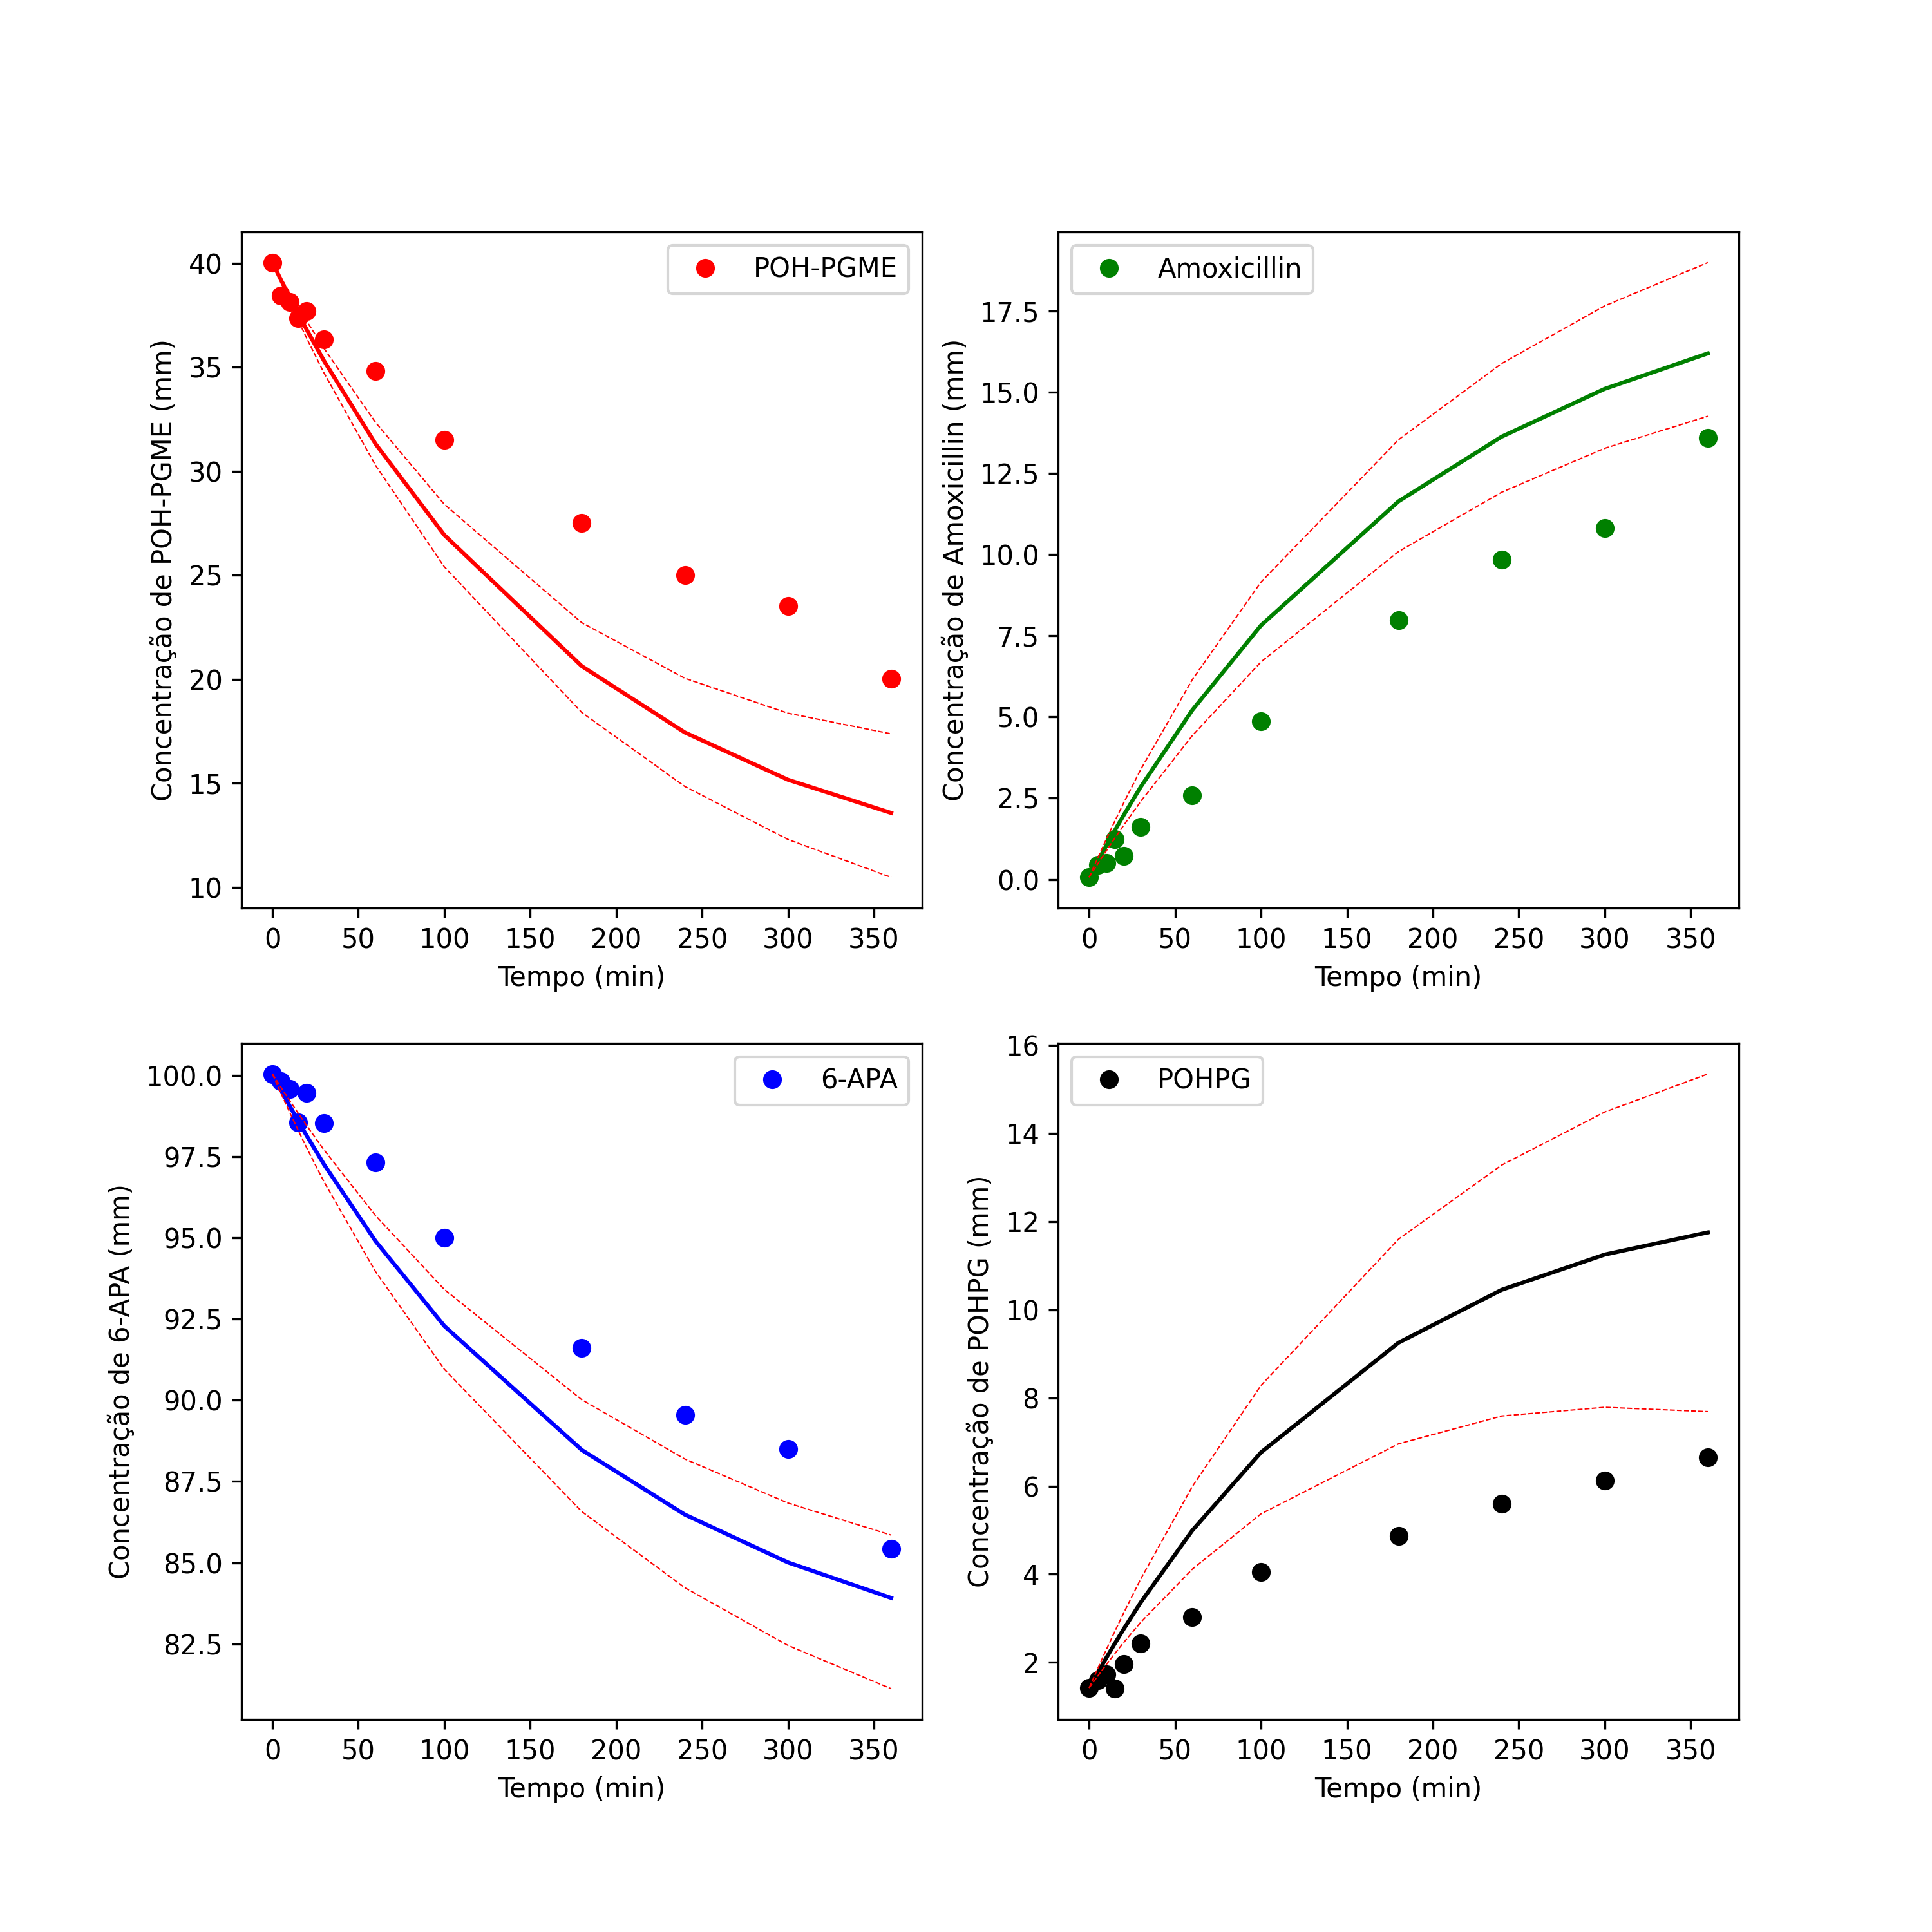 POH-PGME
40
35
30
25
20
15
10
Concentração de POH-PGME (mm)
0 50 100 150 200 250 300 350
Tempo (min)
Amoxicillin
17.5
15.0
12.5
10.0
7.5
5.0
2.5
0.0
Concentração de Amoxicillin (mm)
0 50 100 150 200 250 300 350
Tempo (min)
6-APA
100.0
97.5
95.0
92.5
90.0
87.5
85.0
82.5
Concentração de 6-APA (mm)
0 50 100 150 200 250 300 350
Tempo (min)
POHPG
16
14
12
10
8
6
4
2
Concentração de POHPG (mm)
0 50 100 150 200 250 300 350
Tempo (min)